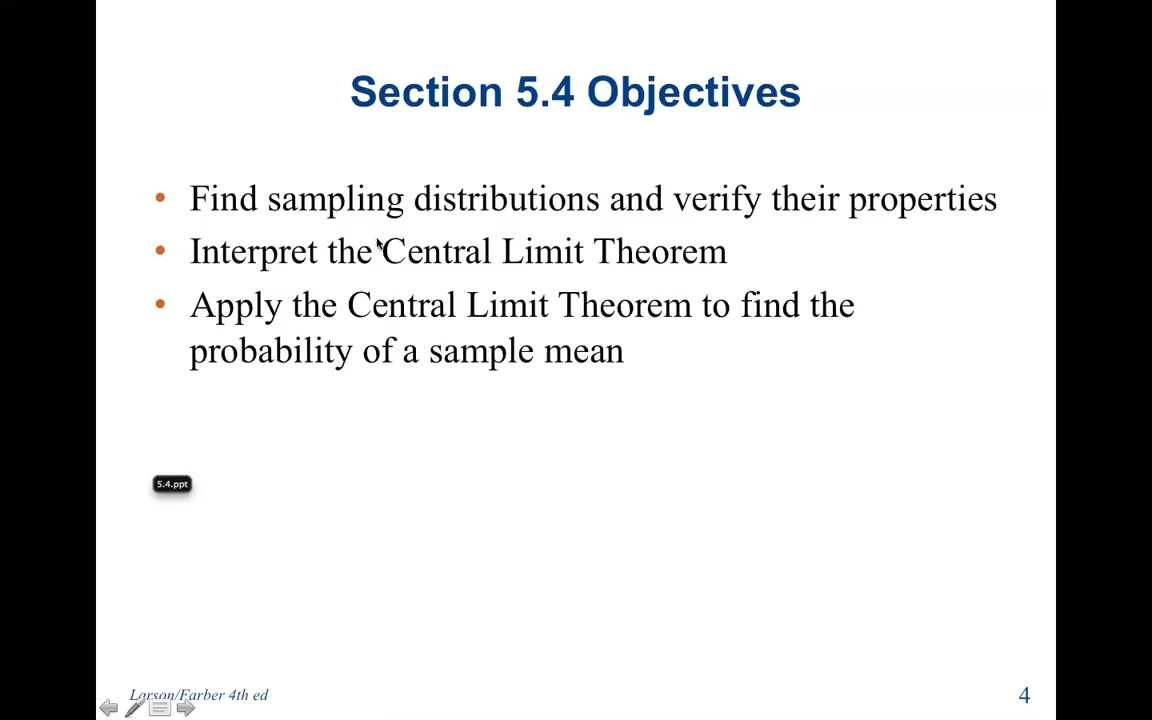 Section 5.4 Objectives
• Find sampling distributions and verify their properties
• Interpret the Central Limit Theorem
• Apply the Central Limit Theorem to find the
probability of a sample mean
5.4.ppt
Larson/Farber 4th ed
4